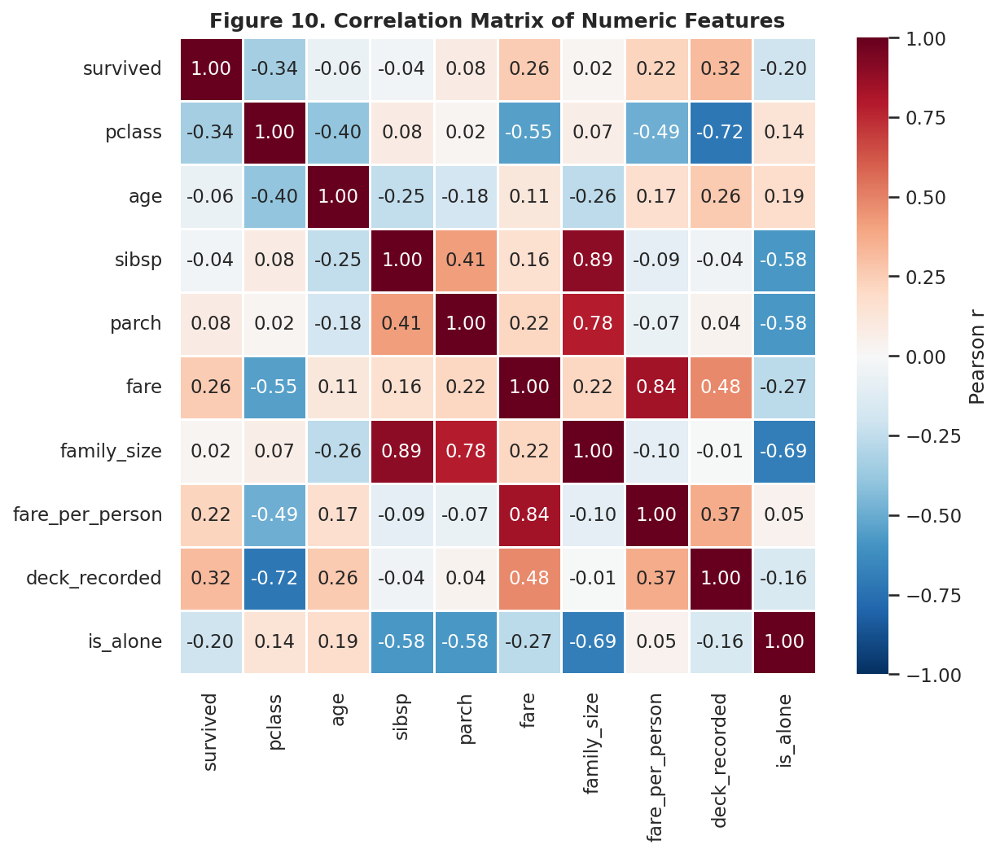 Figure 10. Correlation Matrix of Numeric Features
survived 1.00 -0.34 -0.06 -0.04 0.08 0.26 0.02 0.22 0.32 -0.20
pclass -0.34 1.00 -0.40 0.08 0.02 -0.55 0.07 -0.49 -0.72 0.14
age -0.06 -0.40 1.00 -0.25 -0.18 0.11 -0.26 0.17 0.26 0.19
sibsp -0.04 0.08 -0.25 1.00 0.41 0.16 0.89 -0.09 -0.04 -0.58
parch 0.08 0.02 -0.18 0.41 1.00 0.22 0.78 -0.07 0.04 -0.58
fare 0.26 -0.55 0.11 0.16 0.22 1.00 0.22 0.84 0.48 -0.27
family_size 0.02 0.07 -0.26 0.89 0.78 0.22 1.00 -0.10 -0.01 -0.69
fare_per_person 0.22 -0.49 0.17 -0.09 -0.07 0.84 -0.10 1.00 0.37 0.05
deck_recorded 0.32 -0.72 0.26 -0.04 0.04 0.48 -0.01 0.37 1.00 -0.16
is_alone -0.20 0.14 0.19 -0.58 -0.58 -0.27 -0.69 0.05 -0.16 1.00
survived
pclass
age
sibsp
parch
fare
family_size
fare_per_person
deck_recorded
is_alone
1.00
0.75
0.50
0.25
0.00
−0.25
−0.50
−0.75
−1.00
Pearson r